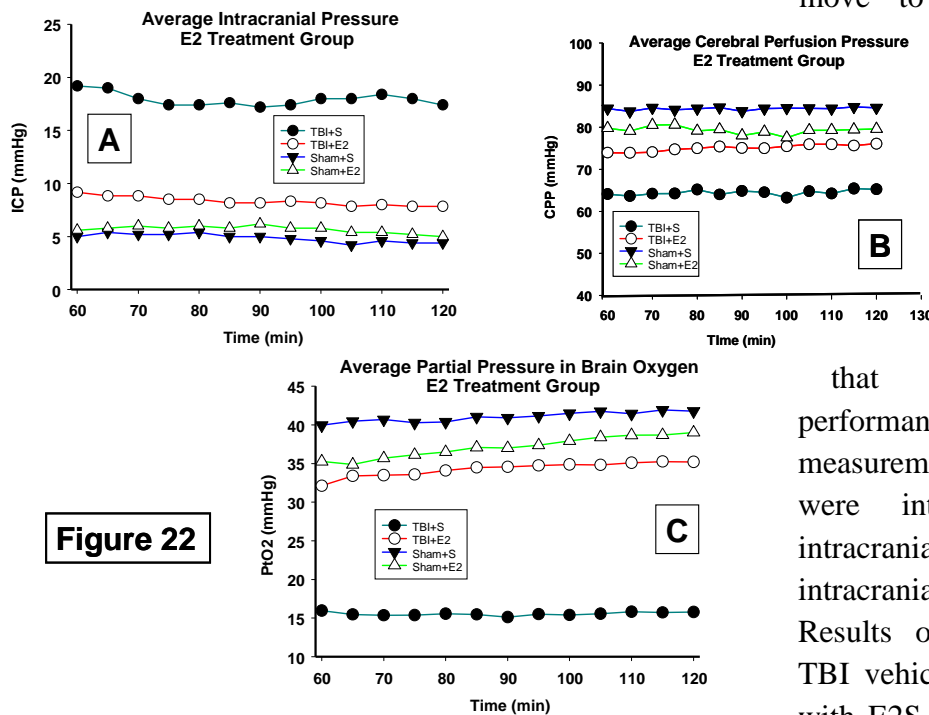 move to
Average Intracranial Pressure
E2 Treatment Group
25
20
15
10
5
0
ICP (mmHg)
A
TBI+S
TBI+E2
Sham+S
Sham+E2
60 70 80 90 100 110 120
Time (min)
Average Cerebral Perfusion Pressure
E2 Treatment Group
100
90
80
70
60
50
40
CPP (mmHg)
TBI+S
TBI+E2
Sham+S
Sham+E2
B
60 70 80 90 100 110 120 130
TIme (min)
Average Partial Pressure in Brain Oxygen
E2 Treatment Group
45
40
35
30
25
20
15
10
PtO2 (mmHg)
TBI+S
TBI+E2
Sham+S
Sham+E2
C
60 70 80 90 100 110 120
Time (min)
Figure 22
that
performan
measurem
were int
intracrania
intracrania
Results o
TBI vehic
with E2S